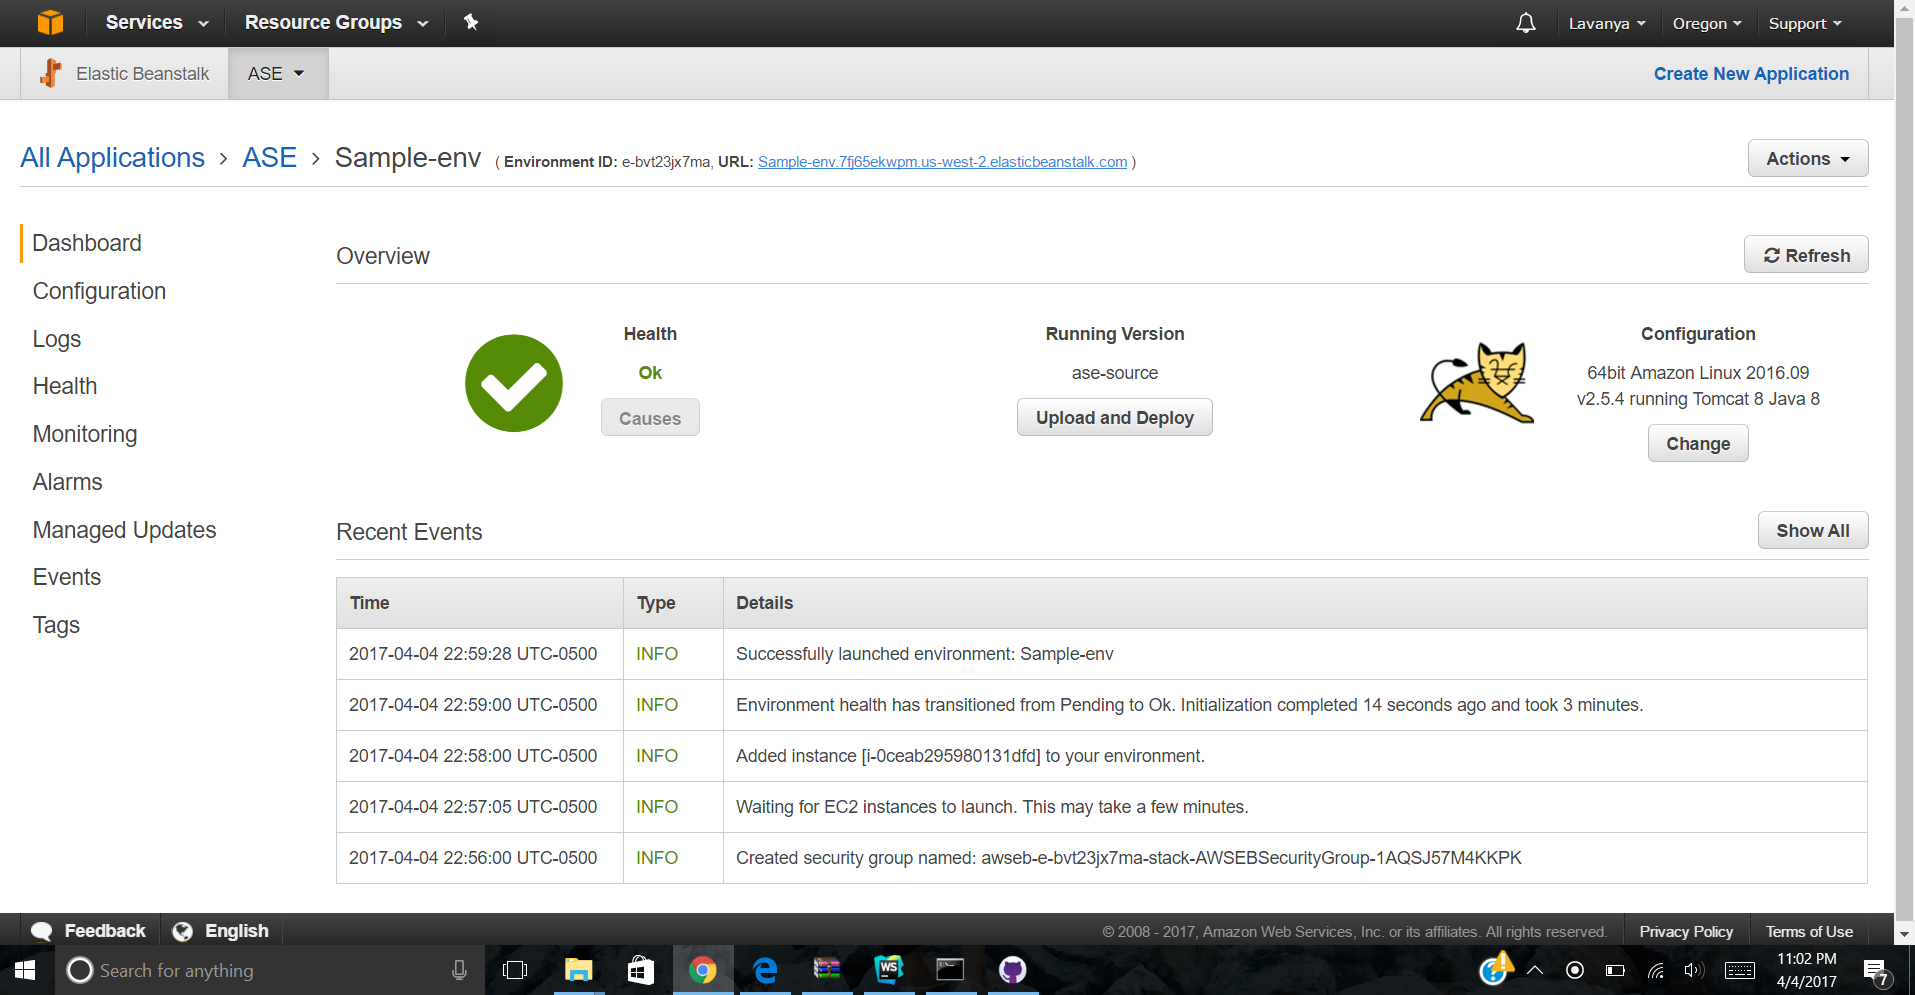 Services Resource Groups Lavanya Oregon Support
Elastic Beanstalk ASE Create New Application
All Applications > ASE > Sample-env ( Environment ID: e-bvt23jx7ma, URL: Sample-env.7fj65ekwpm.us-west-2.elasticbeanstalk.com ) Actions
Dashboard
Configuration
Logs
Health
Monitoring
Alarms
Managed Updates
Events
Tags
Overview Refresh
Health
Ok
Causes
Running Version
ase-source
Upload and Deploy
Configuration
64bit Amazon Linux 2016.09
v2.5.4 running Tomcat 8 Java 8
Change
Recent Events Show All
Time Type Details
2017-04-04 22:59:28 UTC-0500 INFO Successfully launched environment: Sample-env
2017-04-04 22:59:00 UTC-0500 INFO Environment health has transitioned from Pending to Ok. Initialization completed 14 seconds ago and took 3 minutes.
2017-04-04 22:58:00 UTC-0500 INFO Added instance [i-0ceab295980131dfd] to your environment.
2017-04-04 22:57:05 UTC-0500 INFO Waiting for EC2 instances to launch. This may take a few minutes.
2017-04-04 22:56:00 UTC-0500 INFO Created security group named: awseb-e-bvt23jx7ma-stack-AWSEBSecurityGroup-1AQSJ57M4KKPK
Feedback English © 2008 - 2017, Amazon Web Services, Inc. or its affiliates. All rights reserved. Privacy Policy Terms of Use
Search for anything
WS
11:02 PM
4/4/2017
7